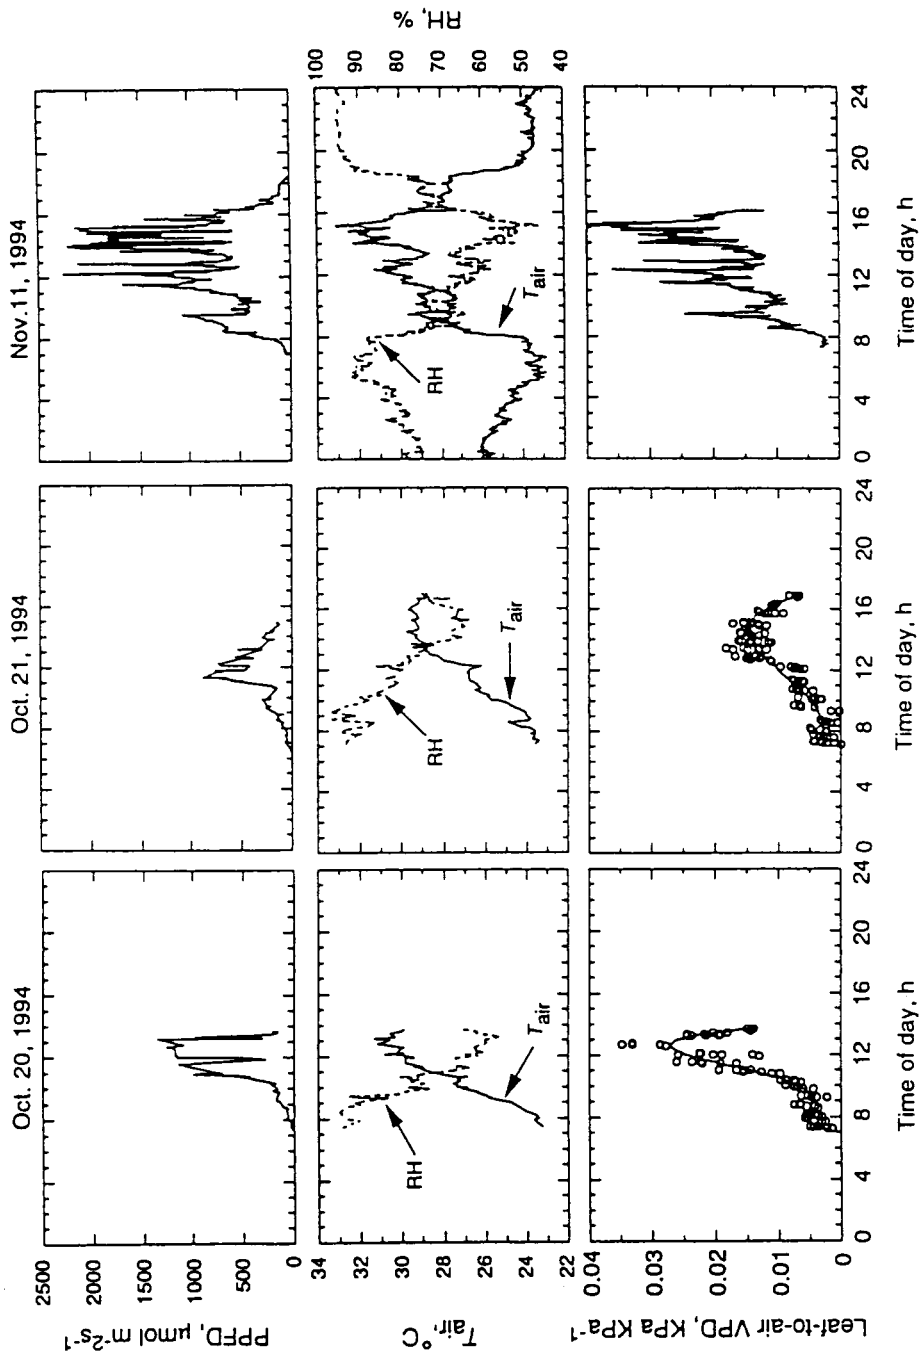 Oct. 20, 1994
Oct. 21, 1994
Nov. 11, 1994
PPFD, µmol m⁻²s⁻¹
2500
2000
1500
1000
500
0
Tair, °C
34
32
30
28
26
24
22
RH
Tair
RH
Tair
RH
Tair
RH, %
100
90
80
70
60
50
40
Leaf-to-air VPD, KPa KPa⁻¹
0.04
0.03
0.02
0.01
0
0 4 8 12 16 20 24
0 4 8 12 16 20 24
0 4 8 12 16 20 24
Time of day, h
Time of day, h
Time of day, h